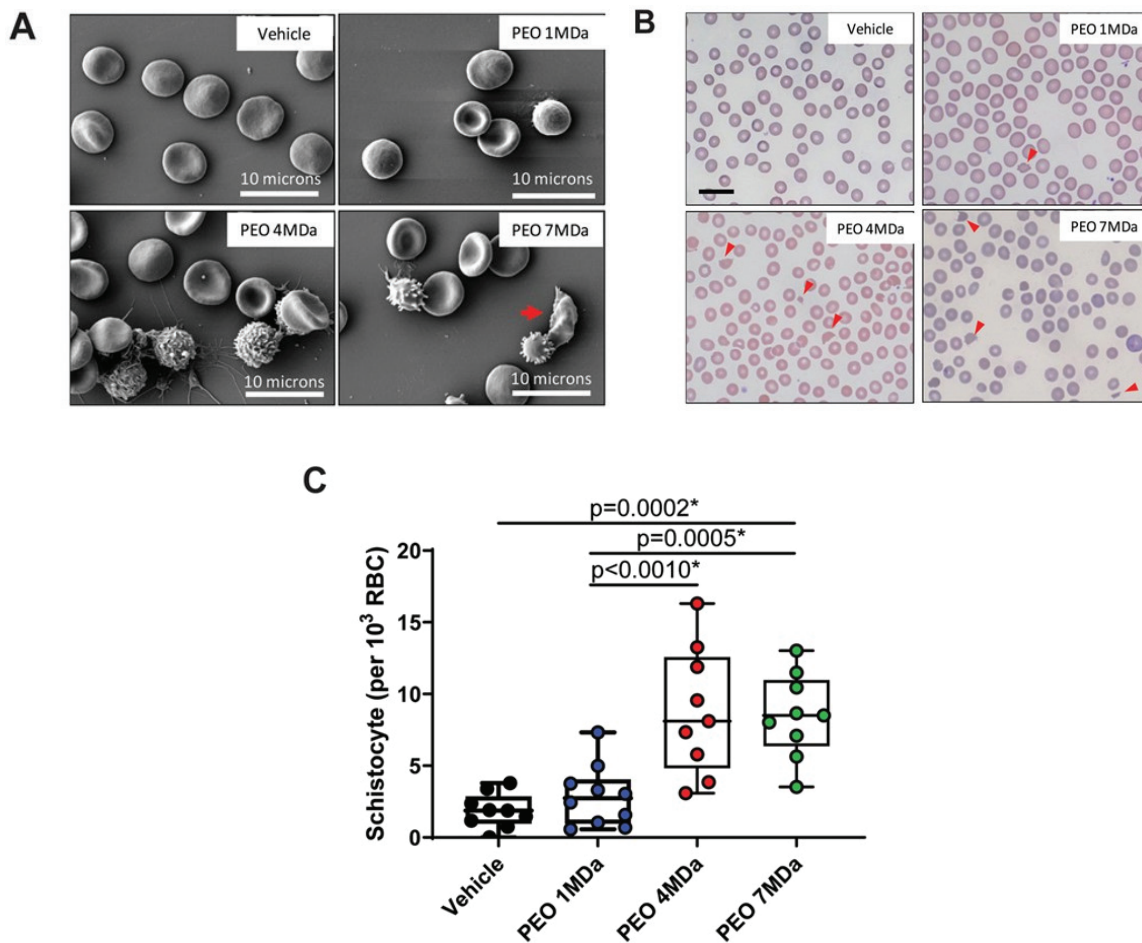 A
Vehicle
PEO 1MDa
10 microns
10 microns
PEO 4MDa
PEO 7MDa
10 microns
10 microns
B
Vehicle
PEO 1MDa
PEO 4MDa
PEO 7MDa
C
p=0.0002*
p=0.0005*
p<0.0010*
Schistocyte (per 10³ RBC)
20
15
10
5
0
Vehicle
PEO 1MDa
PEO 4MDa
PEO 7MDa